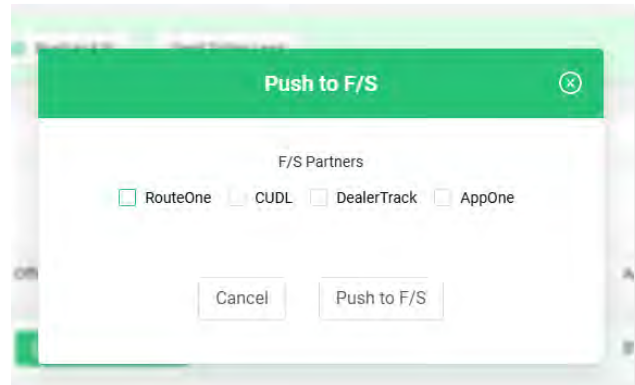 Push to F/S
F/S Partners
RouteOne CUDL DealerTrack AppOne
Cancel Push to F/S